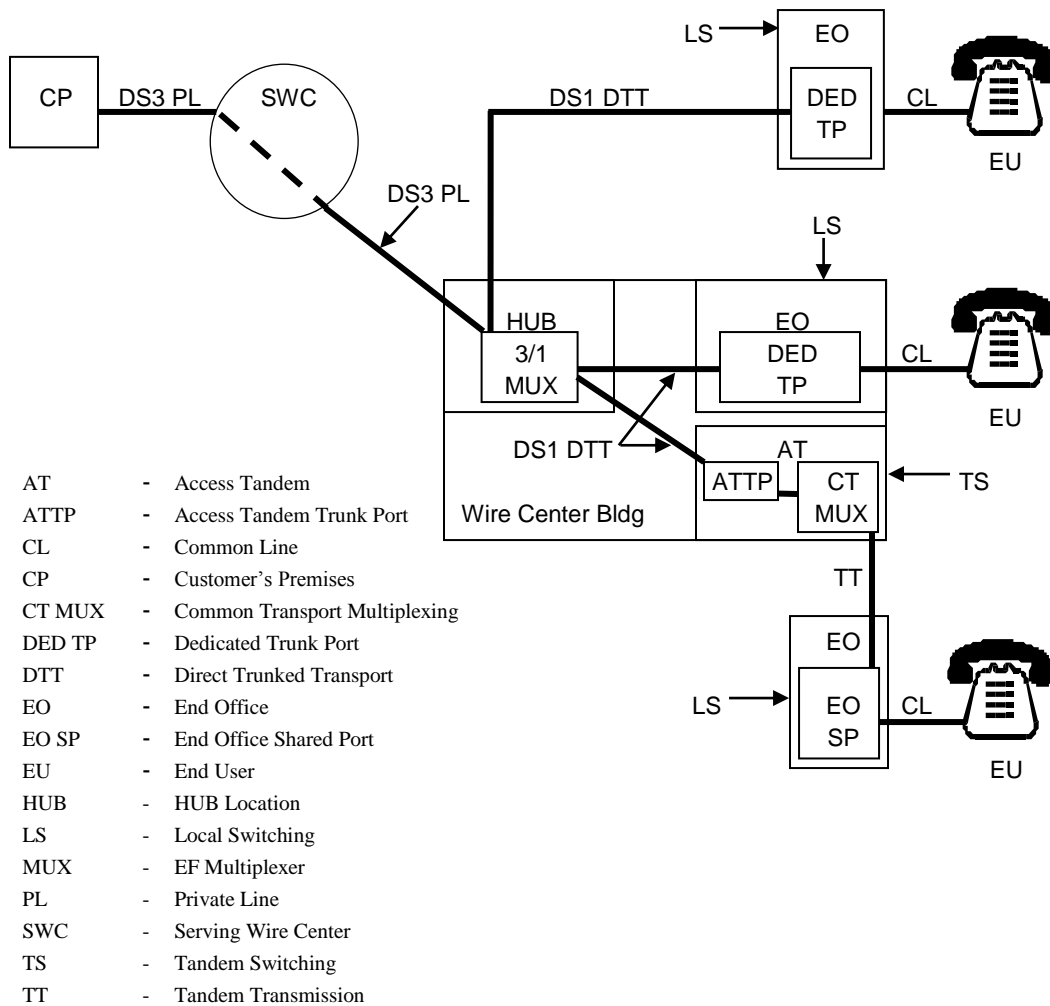 LS
EO
CP
DS3 PL
SWC
DS1 DTT
DED
TP
CL
EU
DS3 PL
LS
HUB
3/1
MUX
EO
DED
TP
CL
EU
DS1 DTT
AT
ATTP
CT
MUX
TS
Wire Center Bldg
TT
EO
LS
EO
SP
CL
EU
AT - Access Tandem
ATTP - Access Tandem Trunk Port
CL - Common Line
CP - Customer's Premises
CT MUX - Common Transport Multiplexing
DED TP - Dedicated Trunk Port
DTT - Direct Trunked Transport
EO - End Office
EO SP - End Office Shared Port
EU - End User
HUB - HUB Location
LS - Local Switching
MUX - EF Multiplexer
PL - Private Line
SWC - Serving Wire Center
TS - Tandem Switching
TT - Tandem Transmission